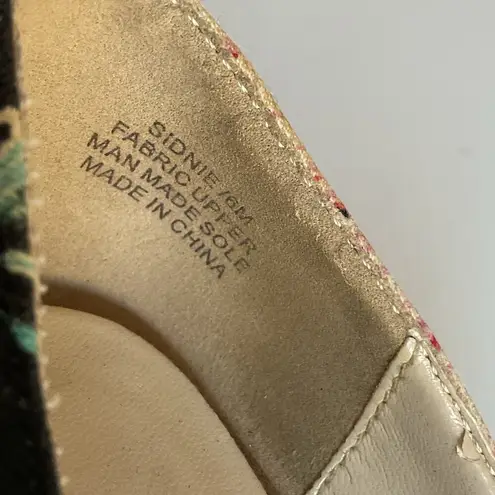 SIDNIE /6M
FABRIC UPPER
MAN MADE SOLE
MADE IN CHINA